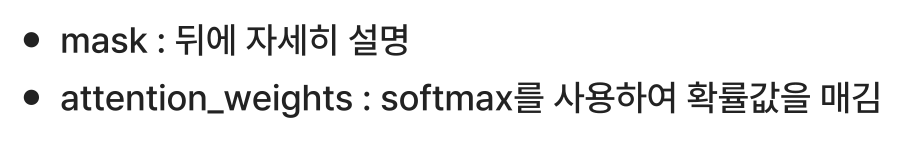 • mask : 뒤에 자세히 설명
• attention_weights : softmax를 사용하여 확률값을 매김